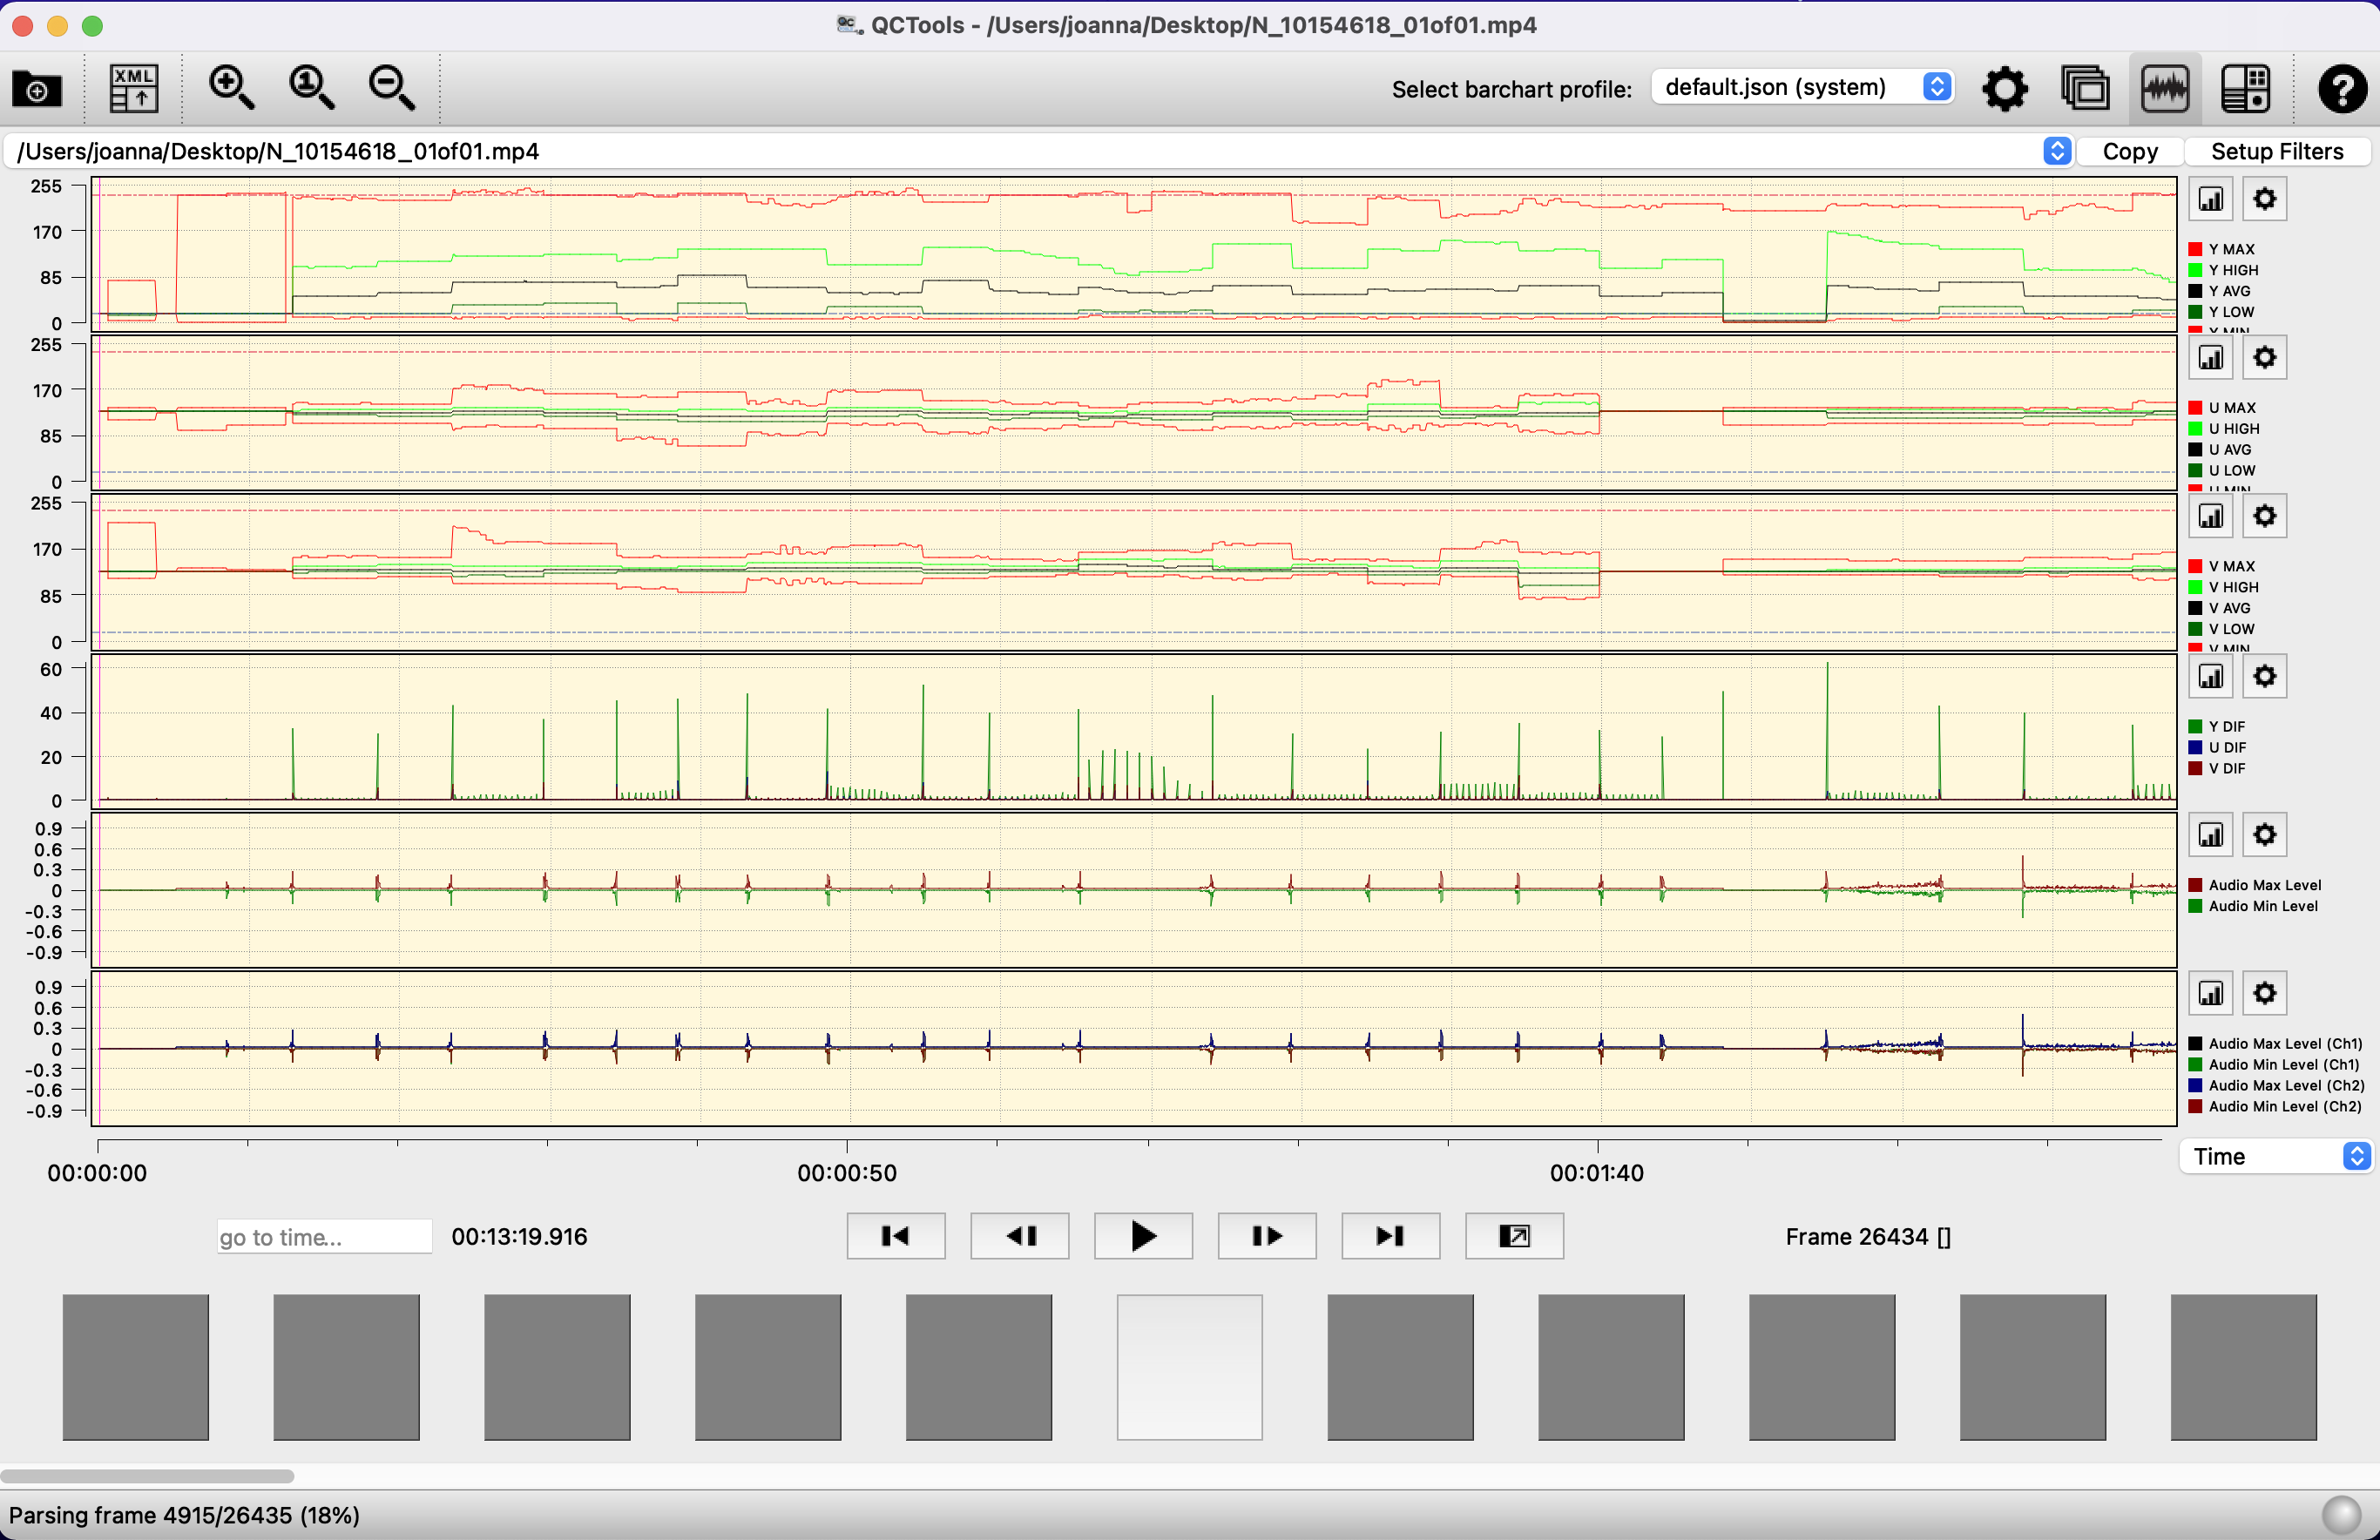 QCTools - /Users/joanna/Desktop/N_10154618_01of01.mp4
XML
1
Select barchart profile:
default.json (system)
?
/Users/joanna/Desktop/N_10154618_01of01.mp4
Copy
Setup Filters
255
170
85
0
Y MAX
Y HIGH
Y AVG
Y LOW
Y MIN
255
170
85
0
U MAX
U HIGH
U AVG
U LOW
U MIN
255
170
85
0
V MAX
V HIGH
V AVG
V LOW
V MIN
60
40
20
0
Y DIF
U DIF
V DIF
0.9
0.6
0.3
0
-0.3
-0.6
-0.9
Audio Max Level
Audio Min Level
0.9
0.6
0.3
0
-0.3
-0.6
-0.9
Audio Max Level (Ch1)
Audio Min Level (Ch1)
Audio Max Level (Ch2)
Audio Min Level (Ch2)
00:00:00
00:00:50
00:01:40
Time
go to time...
00:13:19.916
Frame 26434 []
Parsing frame 4915/26435 (18%)